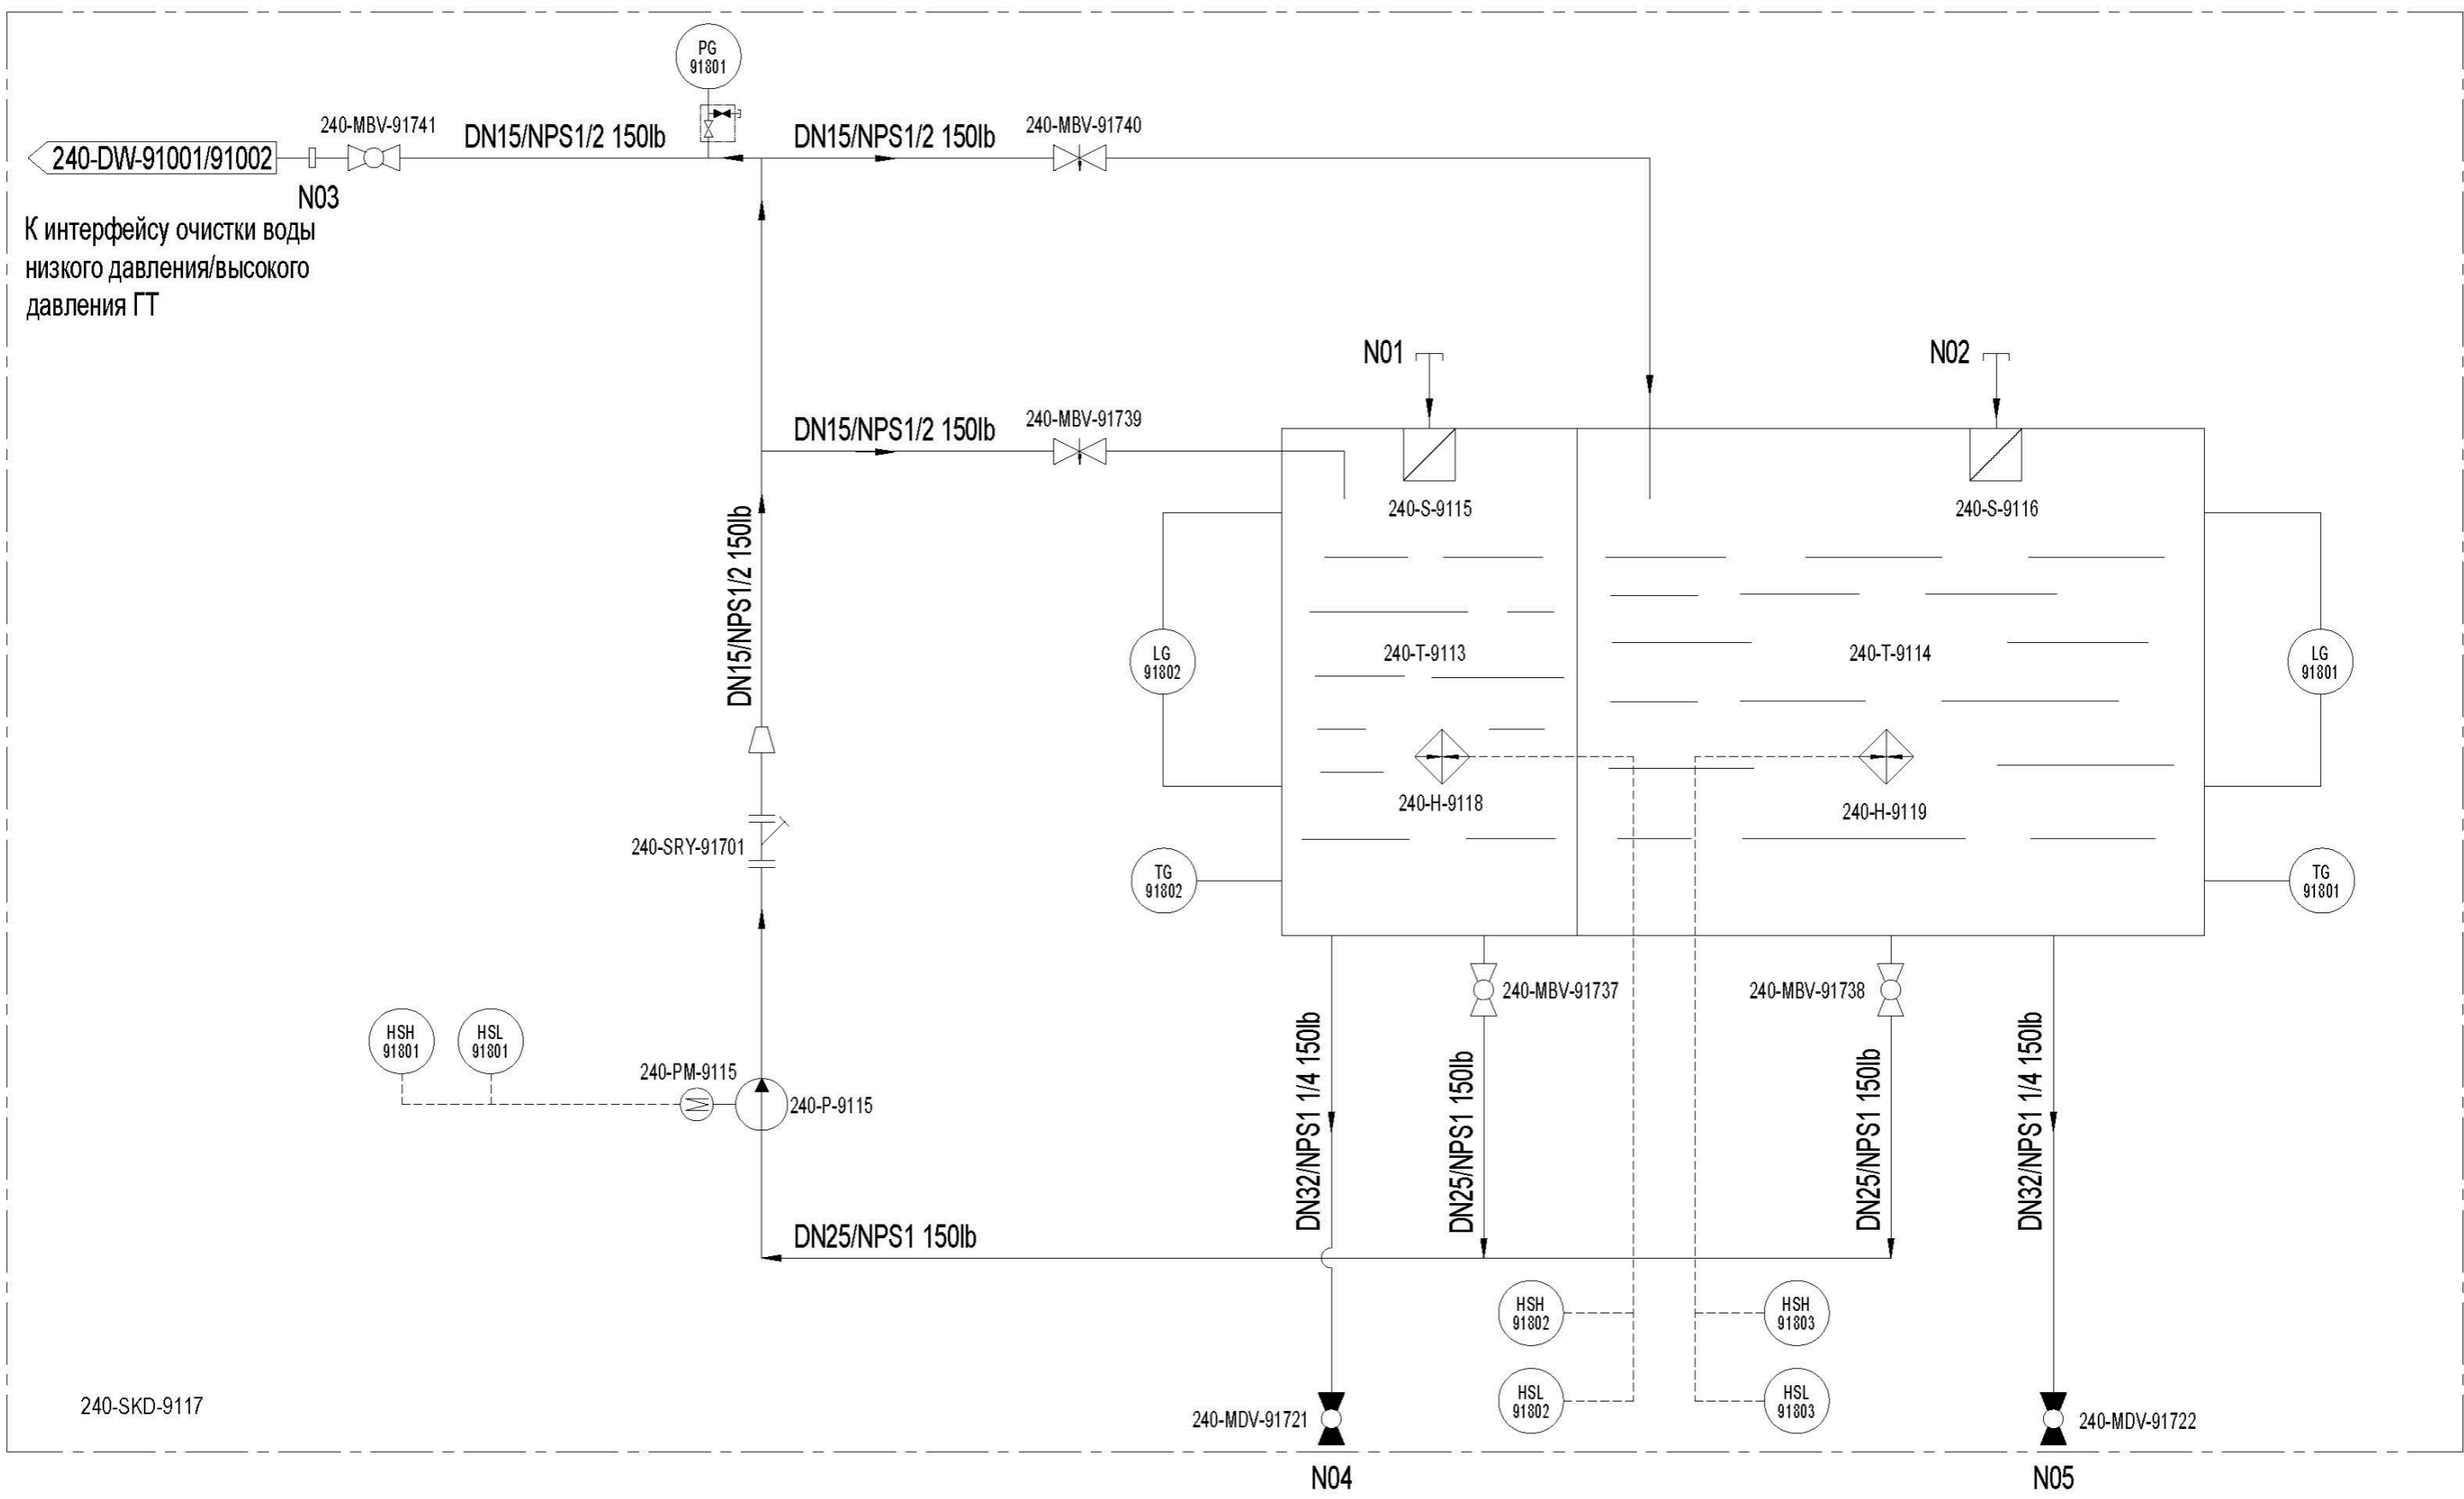 PG
91801
240-MBV-91741
DN15/NPS1/2 150lb
DN15/NPS1/2 150lb
240-MBV-91740
240-DW-91001/91002
N03
К интерфейсу очистки воды
низкого давления/высокого
давления ГТ
N01
N02
DN15/NPS1/2 150lb
240-MBV-91739
240-S-9115
240-S-9116
DN15/NPS1/2 150lb
LG
91802
240-T-9113
240-T-9114
LG
91801
240-H-9118
240-H-9119
240-SRY-91701
TG
91802
TG
91801
240-MBV-91737
240-MBV-91738
HSH
91801
HSL
91801
240-PM-9115
240-P-9115
DN32/NPS1 1/4 150lb
DN25/NPS1 150lb
DN25/NPS1 150lb
DN32/NPS1 1/4 150lb
DN25/NPS1 150lb
HSH
91802
HSH
91803
HSL
91802
HSL
91803
240-SKD-9117
240-MDV-91721
240-MDV-91722
N04
N05